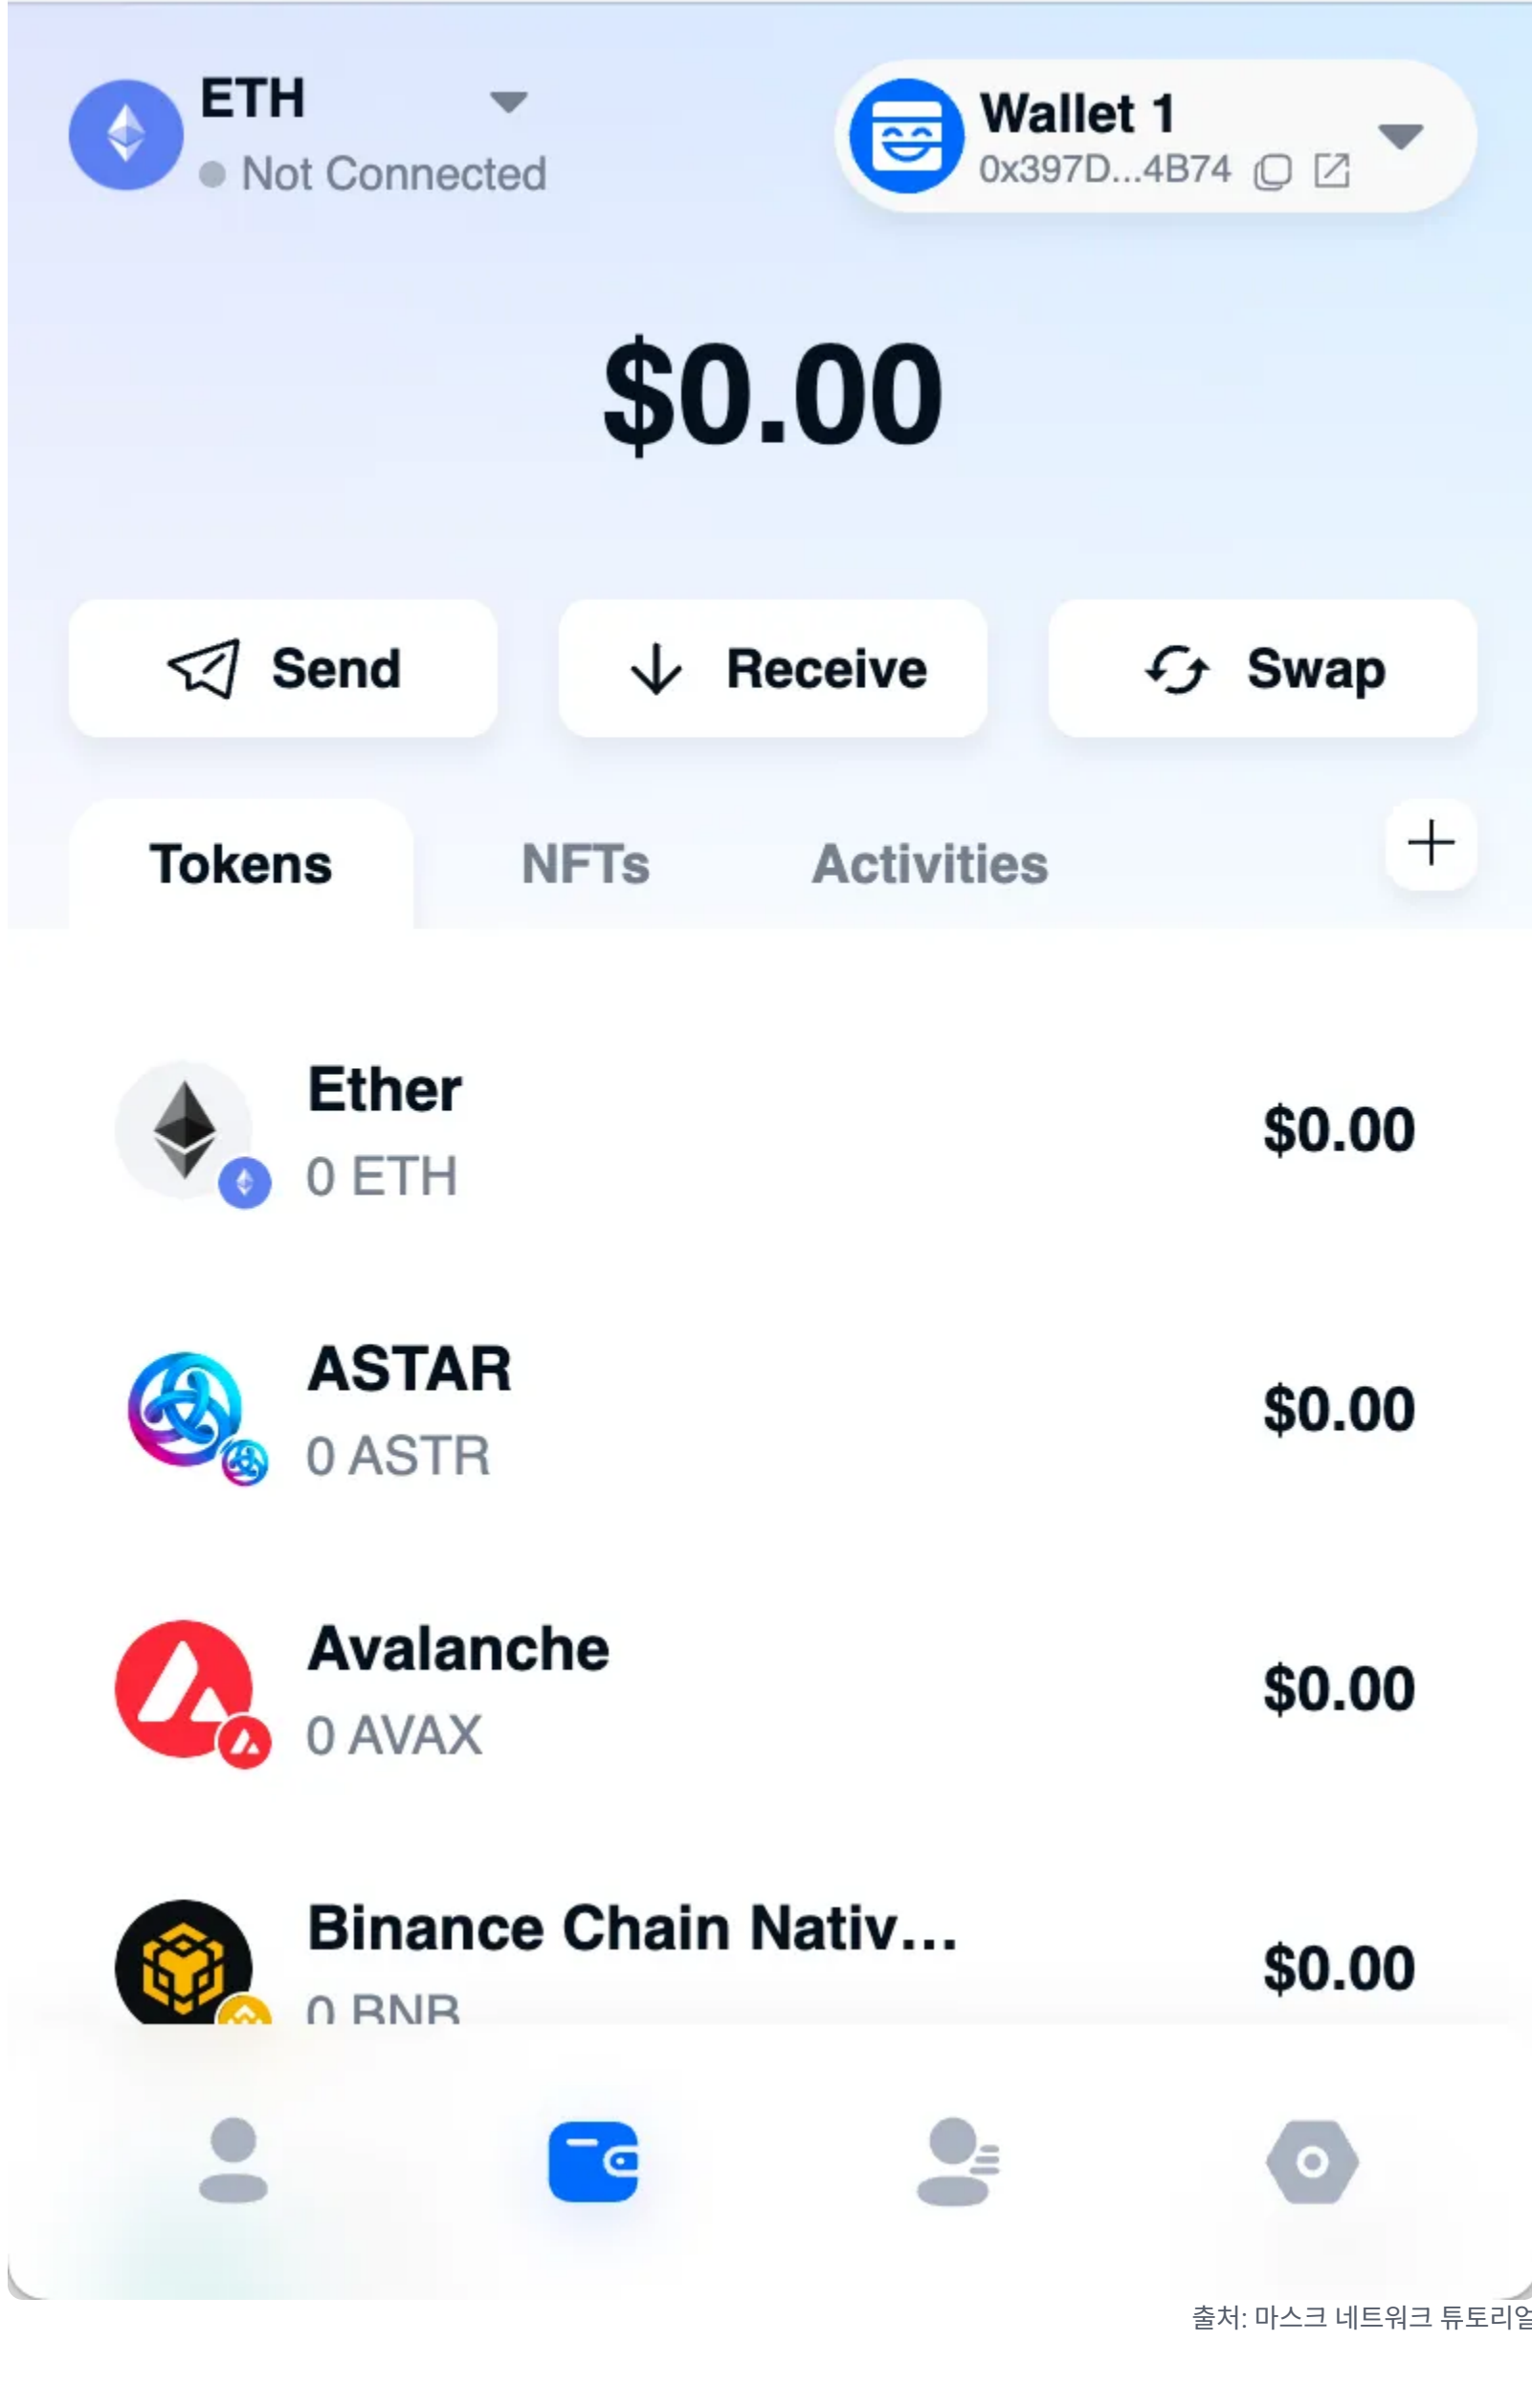 ETH
Not Connected
Wallet 1
0x397D...4B74
$0.00
Send
Receive
Swap
Tokens
NFTs
Activities
Ether
$0.00
0 ETH
ASTAR
$0.00
0 ASTR
Avalanche
$0.00
0 AVAX
Binance Chain Nativ...
$0.00
0 BNB
출처: 마스크 네트워크 튜토리얼